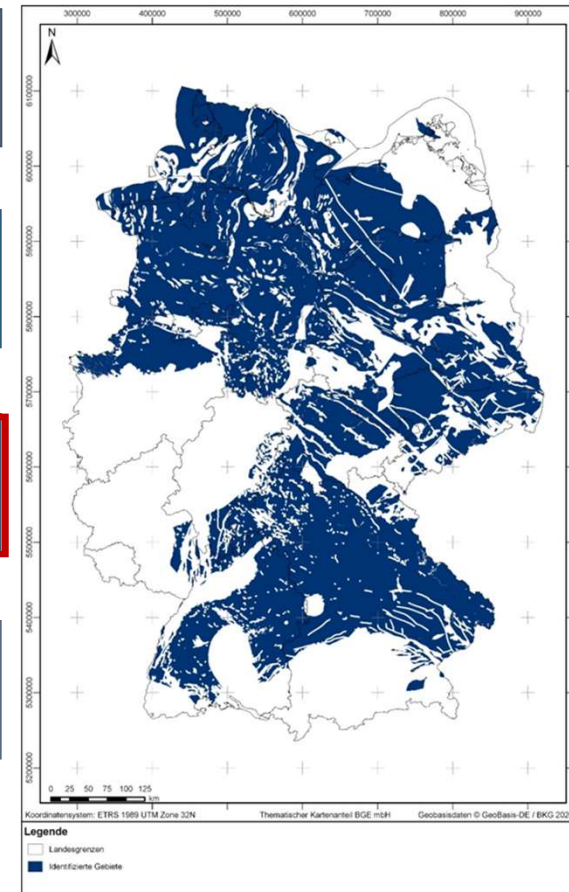 300000 400000 500000 600000 700000 800000 900000
N
6100000
6000000
5900000
5800000
5700000
5600000
5500000
5400000
5300000
5200000
0 25 50 75 100 125
km
Koordinatensystem: ETRS 1989 UTM Zone 32N Thematischer Kartenanteil BGE mbH Geobasisdaten © GeoBasis-DE / BKG 202
Legende
Landesgrenzen
Identifizierte Gebiete